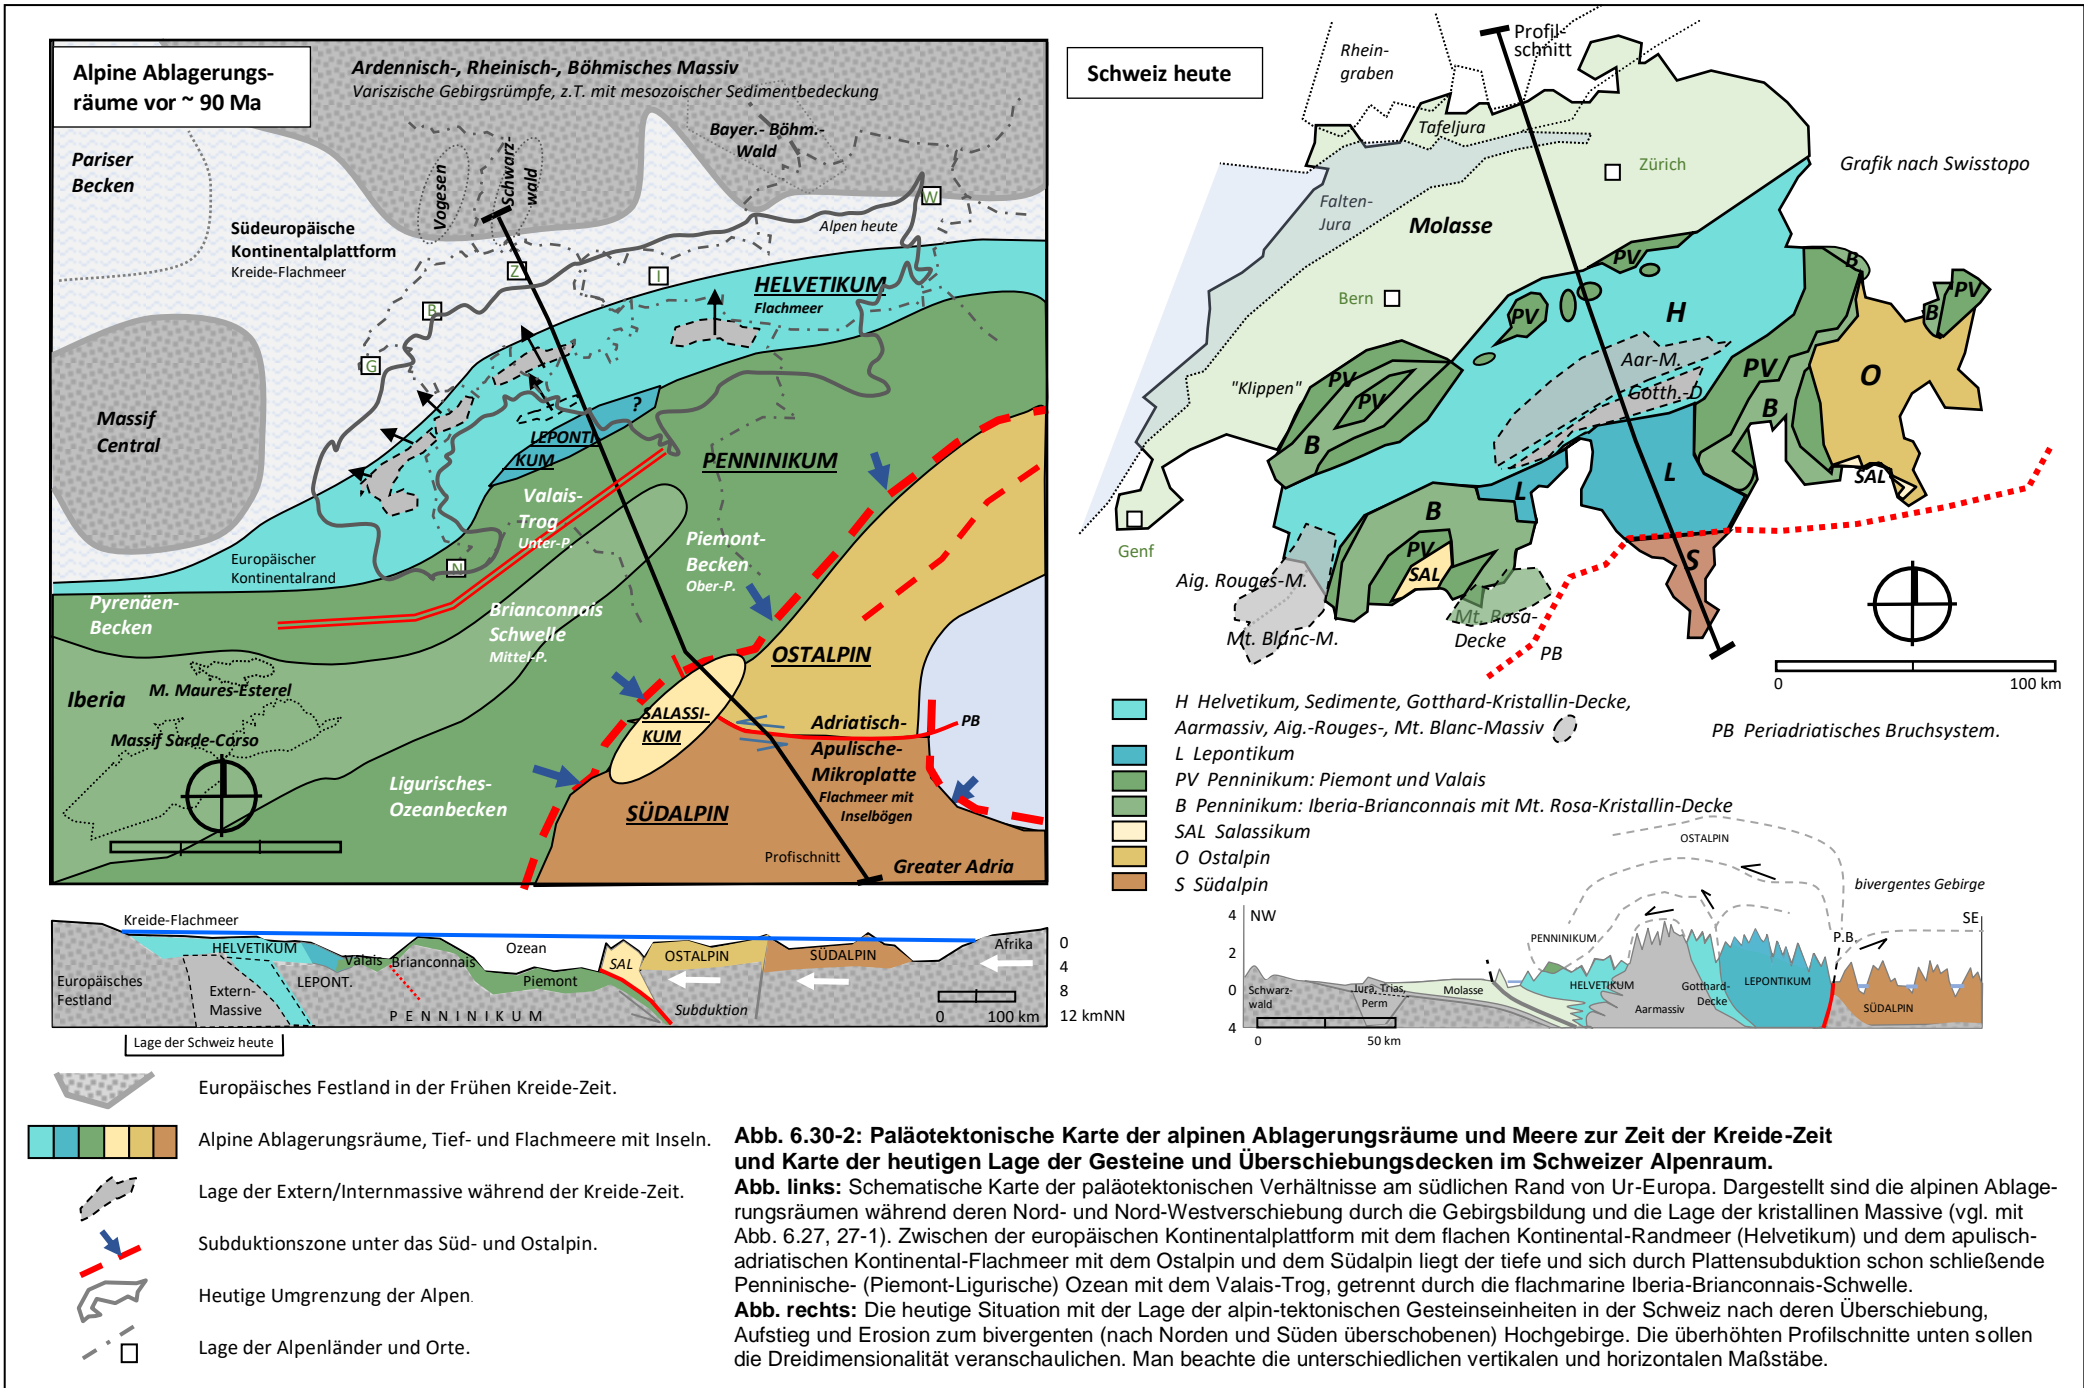 Alpine Ablagerungs-
räume vor ~ 90 Ma
Ardennisch-, Rheinisch-, Böhmisches Massiv
Variszische Gebirgsrümpfe, z.T. mit mesozoischer Sedimentbedeckung
Bayer.- Böhm.-
Wald
Pariser
Becken
Vogesen
Schwarz-
wald
Südeuropäische
Kontinentalplattform
Kreide-Flachmeer
Alpen heute
W
Z
I
B
G
N
HELVETIKUM
Flachmeer
Massif
Central
LEPONTI
KUM
?
PENNINIKUM
Valais-
Trog
Unter-P.
Piemont-
Becken
Ober-P.
Europäischer
Kontinentalrand
Pyrenäen-
Becken
Brianconnais
Schwelle
Mittel-P.
OSTALPIN
Iberia
M. Maures-Esterel
Massif Sarde-Corso
SALASSI-
KUM
Adriatisch-
PB
Apulische-
Mikroplatte
Flachmeer mit
Inselbögen
Ligurisches-
Ozeanbecken
SÜDALPIN
Profischnitt
Greater Adria
Schweiz heute
Rhein-
graben
Profil-
schnitt
Tafeljura
Zürich
Grafik nach Swisstopo
Falten-
Jura
Molasse
Bern
PV
B
PV
B
PV
H
Aar-M.
Gotth.-D
PV
O
"Klippen"
PV
PV
B
B
L
L
SAL
B
PV
SAL
S
Genf
Aig. Rouges-M.
Mt. Blanc-M.
Mt. Rosa-
Decke
PB
0 100 km
H Helvetikum, Sedimente, Gotthard-Kristallin-Decke,
Aarmassiv, Aig.-Rouges-, Mt. Blanc-Massiv
PB Periadriatisches Bruchsystem.
L Lepontikum
PV Penninikum: Piemont und Valais
B Penninikum: Iberia-Brianconnais mit Mt. Rosa-Kristallin-Decke
SAL Salassikum
O Ostalpin
S Südalpin
Kreide-Flachmeer
HELVETIKUM
Valais
Brianconnais
Ozean
SAL
OSTALPIN
SÜDALPIN
Afrika
0
4
8
12 kmNN
Europäisches
Festland
Extern-
Massive
LEPONT.
Piemont
PENNINIKUM
Subduktion
0 100 km
Lage der Schweiz heute
OSTALPIN
bivergentes Gebirge
4
2
0
4
NW
SE
PENNINIKUM
P.B.
Schwarz-
wald
Jura, Trias,
Perm
Molasse
HELVETIKUM
Aarmassiv
Gotthard-
Decke
LEPONTIKUM
SÜDALPIN
0 50 km
Europäisches Festland in der Frühen Kreide-Zeit.
Alpine Ablagerungsräume, Tief- und Flachmeere mit Inseln.
Lage der Extern/Internmassive während der Kreide-Zeit.
Subduktionszone unter das Süd- und Ostalpin.
Heutige Umgrenzung der Alpen.
Lage der Alpenländer und Orte.
Abb. 6.30-2: Paläotektonische Karte der alpinen Ablagerungsräume und Meere zur Zeit der Kreide-Zeit
und Karte der heutigen Lage der Gesteine und Überschiebungsdecken im Schweizer Alpenraum.
Abb. links: Schematische Karte der paläotektonischen Verhältnisse am südlichen Rand von Ur-Europa. Dargestellt sind die alpinen Ablage-
rungsräumen während deren Nord- und Nord-Westverschiebung durch die Gebirgsbildung und die Lage der kristallinen Massive (vgl. mit
Abb. 6.27, 27-1). Zwischen der europäischen Kontinentalplattform mit dem flachen Kontinental-Randmeer (Helvetikum) und dem apulisch-
adriatischen Kontinental-Flachmeer mit dem Ostalpin und dem Südalpin liegt der tiefe und sich durch Plattensubduktion schon schließende
Penninische- (Piemont-Ligurische) Ozean mit dem Valais-Trog, getrennt durch die flachmarine Iberia-Brianconnais-Schwelle.
Abb. rechts: Die heutige Situation mit der Lage der alpin-tektonischen Gesteinseinheiten in der Schweiz nach deren Überschiebung,
Aufstieg und Erosion zum bivergenten (nach Norden und Süden überschobenen) Hochgebirge. Die überhöhten Profilschnitte unten sollen
die Dreidimensionalität veranschaulichen. Man beachte die unterschiedlichen vertikalen und horizontalen Maßstäbe.